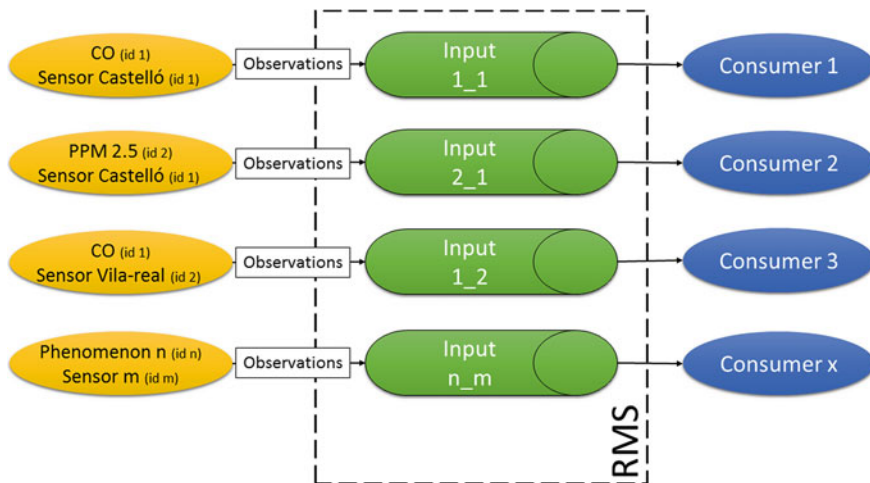 CO (id 1)
Sensor Castelló (id 1)
Observations
Input
1_1
Consumer 1
PPM 2.5 (id 2)
Sensor Castelló (id 1)
Observations
Input
2_1
Consumer 2
CO (id 1)
Sensor Vila-real (id 2)
Observations
Input
1_2
Consumer 3
Phenomenon n (id n)
Sensor m (id m)
Observations
Input
n_m
Consumer x
RMS